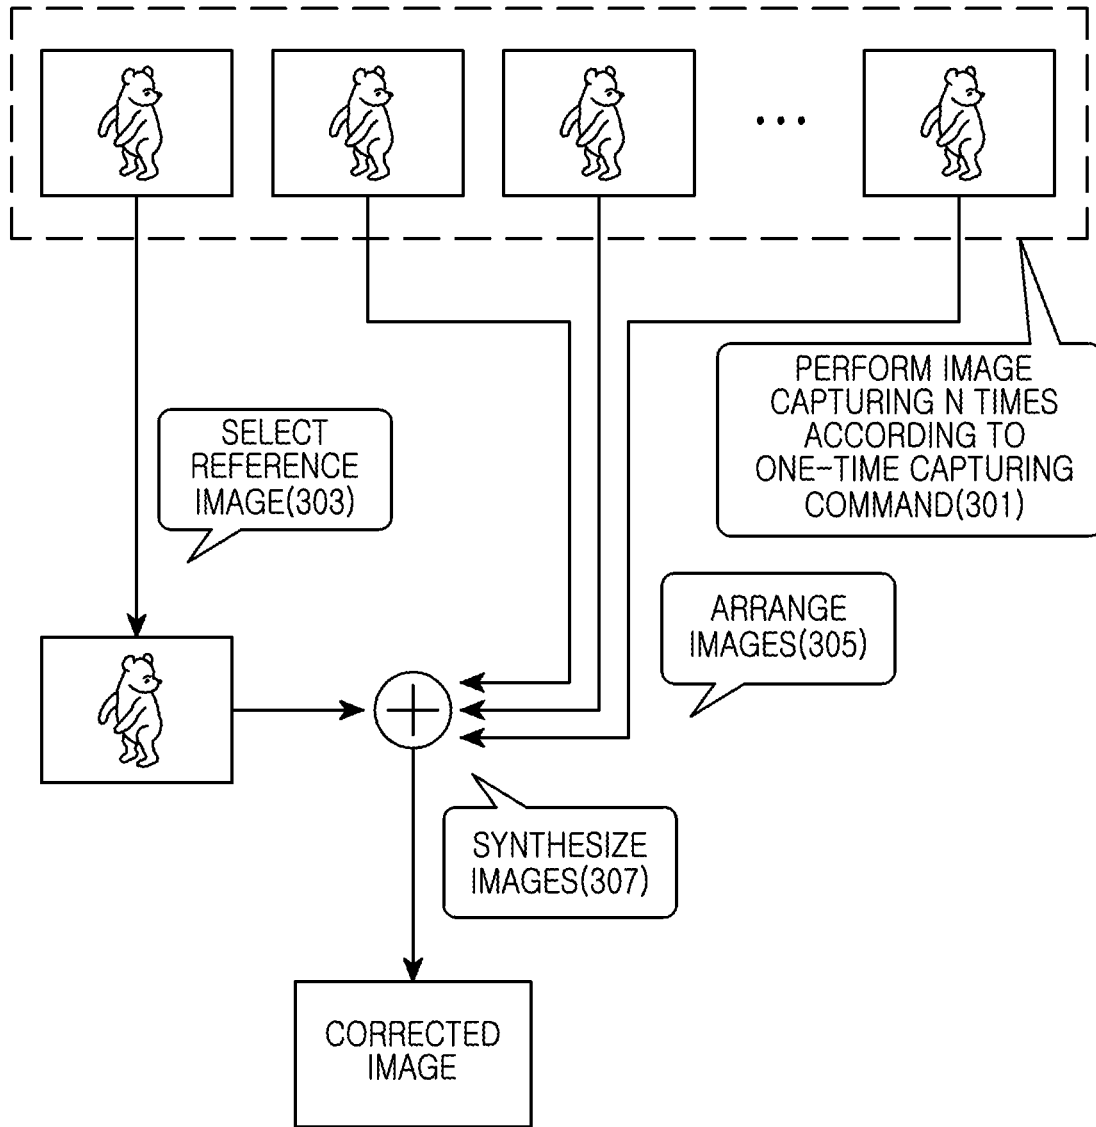 PERFORM IMAGE
CAPTURING N TIMES
ACCORDING TO
ONE-TIME CAPTURING
COMMAND(301)
SELECT
REFERENCE
IMAGE(303)
ARRANGE
IMAGES(305)
SYNTHESIZE
IMAGES(307)
CORRECTED
IMAGE